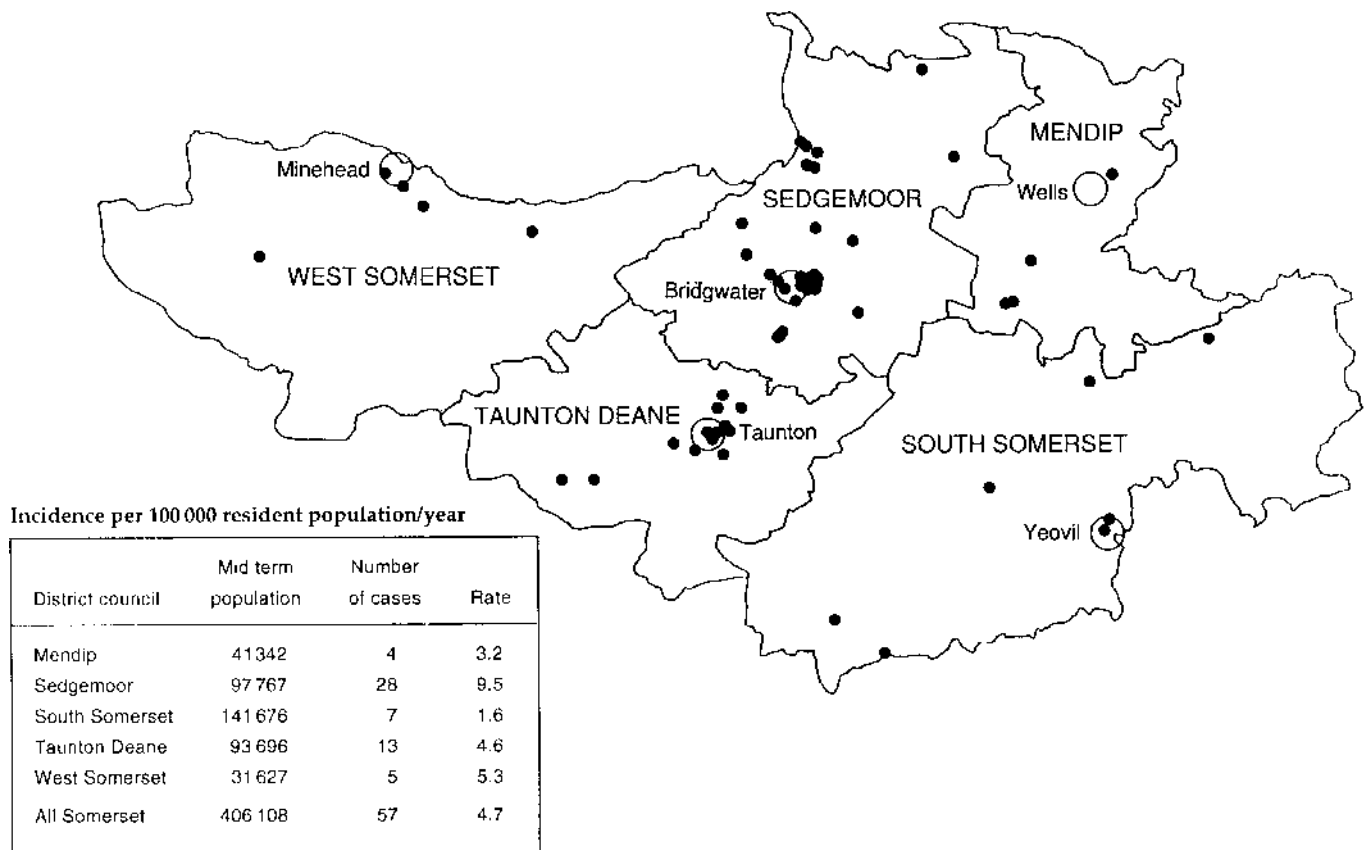 MENDIP
Minehead
Wells
SEDGEMOOR
WEST SOMERSET
Bridgwater
TAUNTON DEANE
Taunton
SOUTH SOMERSET
Yeovil
Incidence per 100 000 resident population/year
Mid term Number
District council population of cases Rate
Mendip 41342 4 3.2
Sedgemoor 97767 28 9.5
South Somerset 141676 7 1.6
Taunton Deane 93696 13 4.6
West Somerset 31627 5 5.3
All Somerset 406108 57 4.7